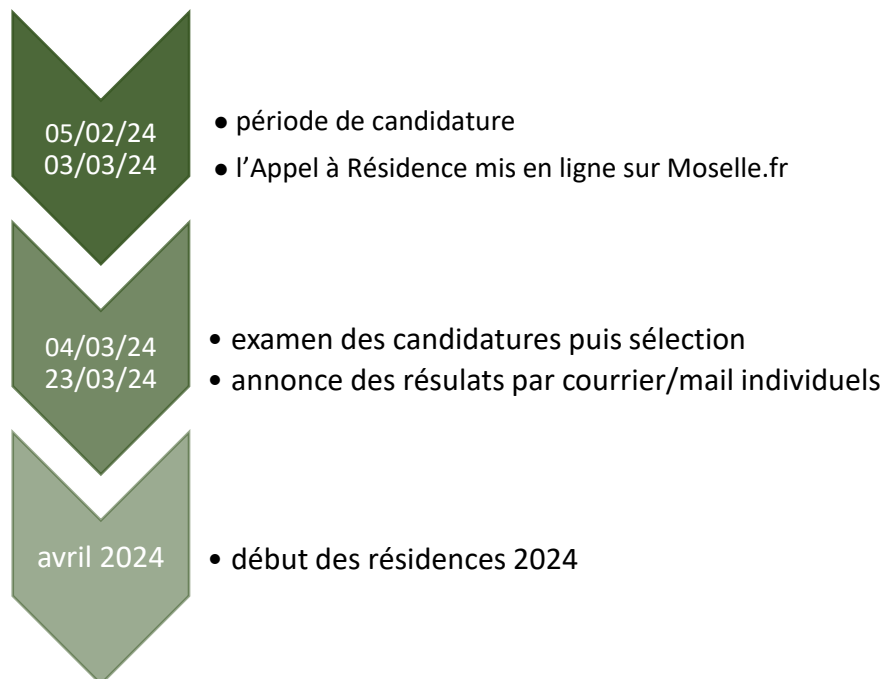 05/02/24
03/03/24
● période de candidature
● l’Appel à Résidence mis en ligne sur Moselle.fr
04/03/24
23/03/24
• examen des candidatures puis sélection
• annonce des résulats par courrier/mail individuels
avril 2024
• début des résidences 2024